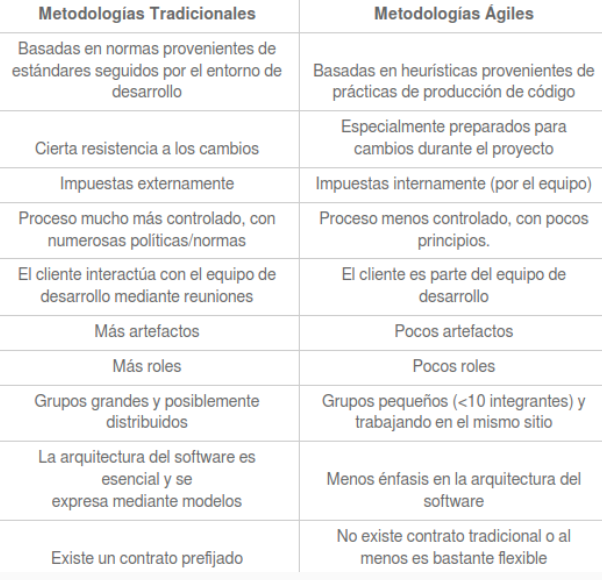 Metodologías Tradicionales
Metodologías Ágiles
Basadas en normas provenientes de
estándares seguidos por el entorno de
desarrollo
Basadas en heurísticas provenientes de
prácticas de producción de código
Cierta resistencia a los cambios
Especialmente preparados para
cambios durante el proyecto
Impuestas externamente
Impuestas internamente (por el equipo)
Proceso mucho más controlado, con
numerosas políticas/normas
Proceso menos controlado, con pocos
principios.
El cliente interactúa con el equipo de
desarrollo mediante reuniones
El cliente es parte del equipo de
desarrollo
Más artefactos
Pocos artefactos
Más roles
Pocos roles
Grupos grandes y posiblemente
distribuidos
Grupos pequeños (<10 integrantes) y
trabajando en el mismo sitio
La arquitectura del software es
esencial y se
expresa mediante modelos
Menos énfasis en la arquitectura del
software
Existe un contrato prefijado
No existe contrato tradicional o al
menos es bastante flexible